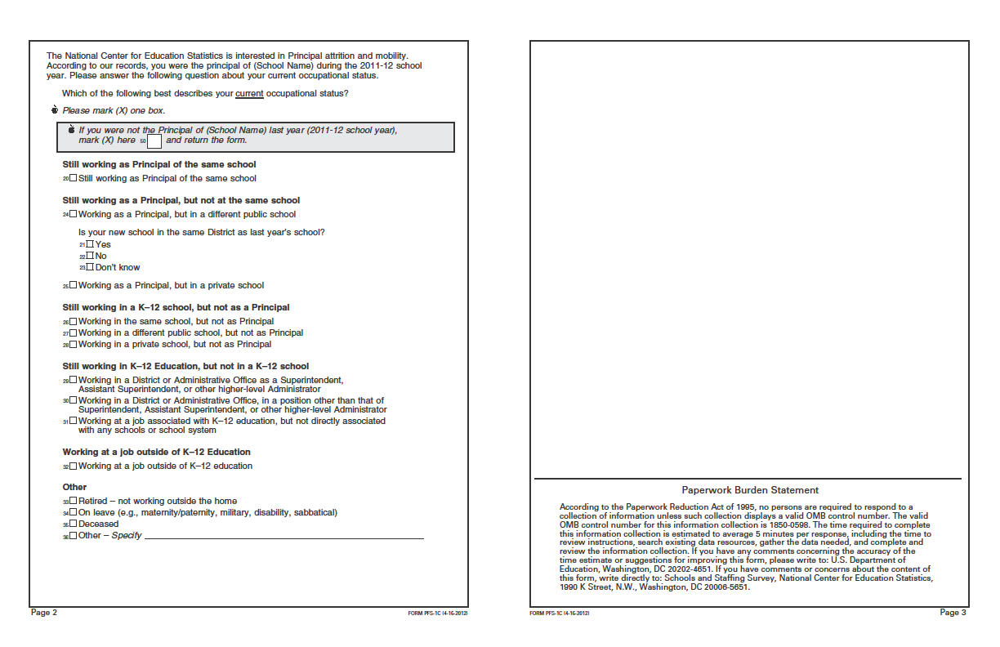 The National Center for Education Statistics is interested in Principal attrition and mobility.
According to our records, you were the principal of (School Name) during the 2011-12 school
year. Please answer the following question about your current occupational status.
Which of the following best describes your current occupational status?
Please mark (X) one box.
If you were not the Principal of (School Name) last year (2011-12 school year),
mark (X) here 50 and return the form.
Still working as Principal of the same school
20 Still working as Principal of the same school
Still working as a Principal, but not at the same school
24 Working as a Principal, but in a different public school
Is your new school in the same District as last year's school?
21 Yes
22 No
23 Don't know
25 Working as a Principal, but in a private school
Still working in a K–12 school, but not as a Principal
26 Working in the same school, but not as Principal
27 Working in a different public school, but not as Principal
28 Working in a private school, but not as Principal
Still working in K–12 Education, but not in a K–12 school
29 Working in a District or Administrative Office as a Superintendent,
Assistant Superintendent, or other higher-level Administrator
30 Working in a District or Administrative Office, in a position other than that of
Superintendent, Assistant Superintendent, or other higher-level Administrator
31 Working at a job associated with K–12 education, but not directly associated
with any schools or school system
Working at a job outside of K–12 Education
32 Working at a job outside of K–12 education
Other
33 Retired – not working outside the home
34 On leave (e.g., maternity/paternity, military, disability, sabbatical)
35 Deceased
36 Other – Specify
Page 2
FORM PFS-1C (4-16-2012)
Paperwork Burden Statement
According to the Paperwork Reduction Act of 1995, no persons are required to respond to a
collection of information unless such collection displays a valid OMB control number. The valid
OMB control number for this information collection is 1850-0598. The time required to complete
this information collection is estimated to average 5 minutes per response, including the time to
review instructions, search existing data resources, gather the data needed, and complete and
review the information collection. If you have any comments concerning the accuracy of the
time estimate or suggestions for improving this form, please write to: U.S. Department of
Education, Washington, DC 20202-4651. If you have comments or concerns about the content of
this form, write directly to: Schools and Staffing Survey, National Center for Education Statistics,
1990 K Street, N.W., Washington, DC 20006-5651.
FORM PFS-1C (4-16-2012)
Page 3